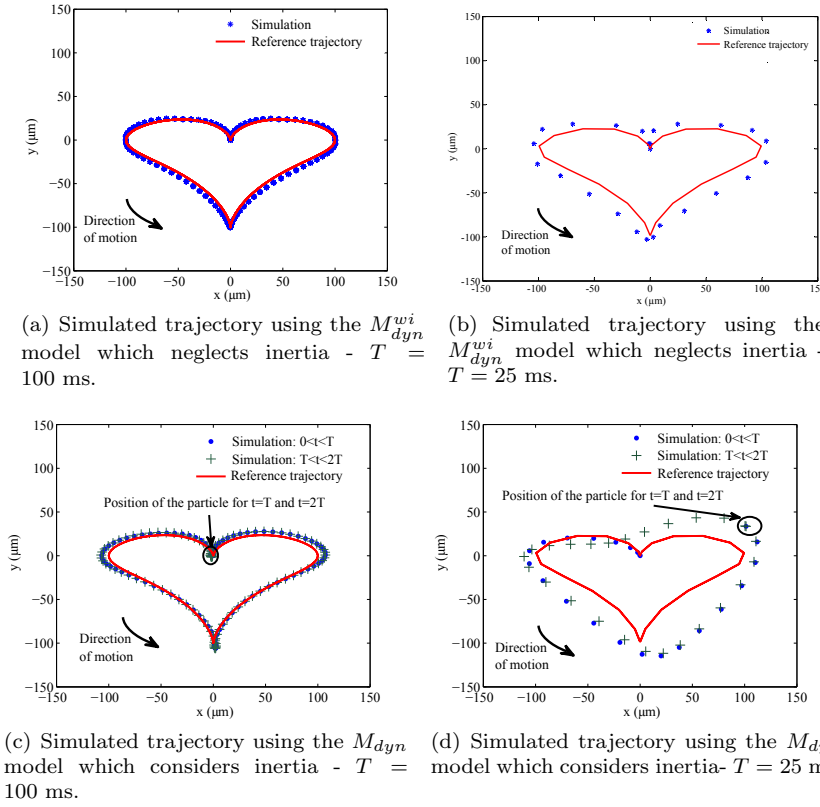 150
100
50
0
−50
−100
−150
−150 −100 −50 0 50 100 150
y (μm)
x (μm)
Simulation
Reference trajectory
Direction
of motion
(a) Simulated trajectory using the M_{dyn}^{wi}
model which neglects inertia - T =
100 ms.
150
100
50
0
-50
-100
-150
-150 -100 -50 0 50 100 150
y (μm)
x (μm)
Simulation
Reference trajectory
Direction
of motion
(b) Simulated trajectory using the
M_{dyn}^{wi} model which neglects inertia -
T = 25 ms.
150
100
50
0
−50
−100
−150
−150 −100 −50 0 50 100 150
y (μm)
x (μm)
Simulation: 0<t<T
Simulation: T<t<2T
Reference trajectory
Position of the particle for t=T and t=2T
Direction
of motion
(c) Simulated trajectory using the M_{dyn}
model which considers inertia - T =
100 ms.
150
100
50
0
−50
−100
−150
−150 −100 −50 0 50 100 150
y (μm)
x (μm)
Simulation: 0<t<T
Simulation: T<t<2T
Reference trajectory
Position of the particle for t=T and t=2T
Direction
of motion
(d) Simulated trajectory using the M_{dy
model which considers inertia- T = 25 m